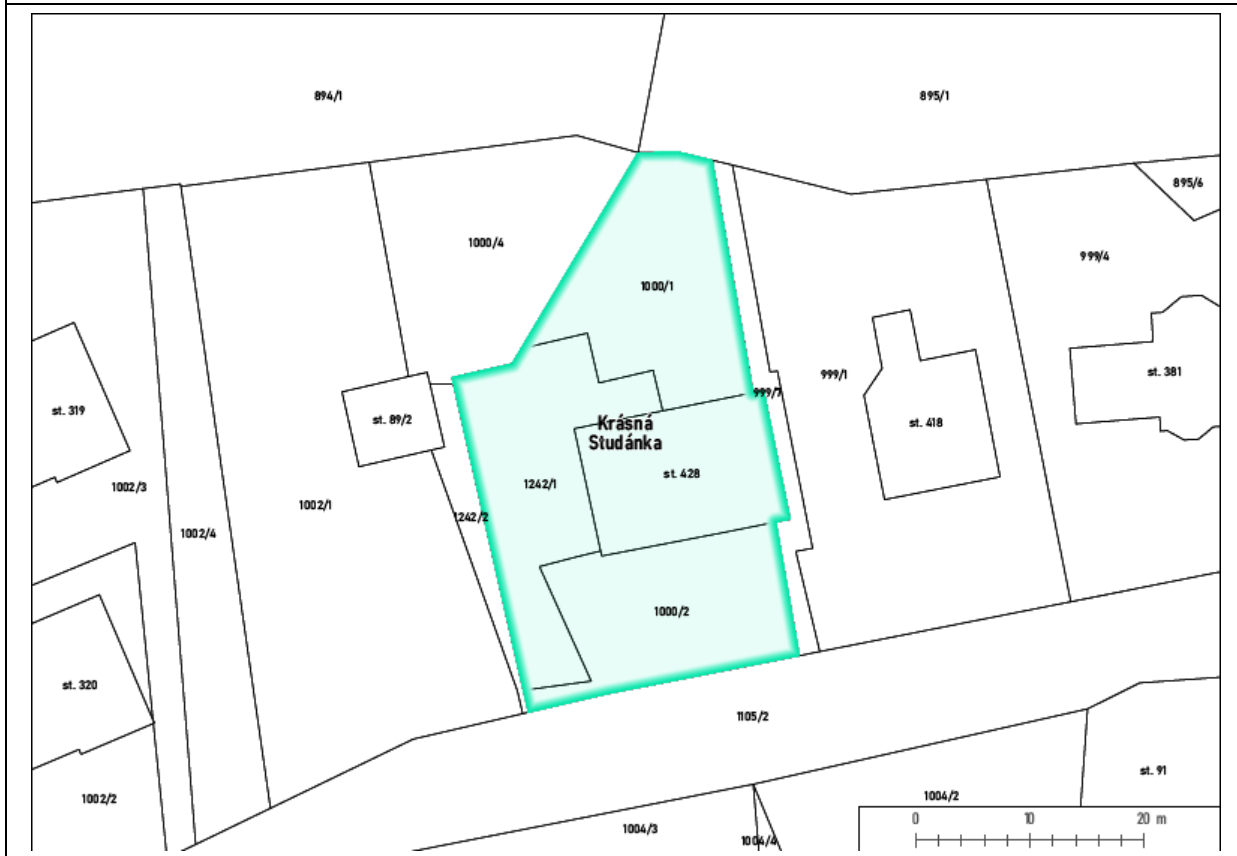 894/1
895/1
895/6
1000/4
999/4
1000/1
999/1
999/7
st. 381
st. 319
st. 89/2
Krásná
Studánka
st. 418
1002/3
1002/1
1242/1
st. 428
1242/2
1002/4
1000/2
st. 320
1105/2
st. 91
1002/2
1004/2
1004/3
1004/4
0 10 20 m